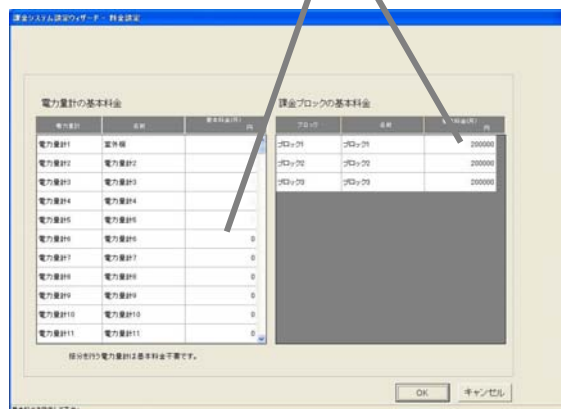 課金システム設定ウィザード - 料金設定
電力量計の基本料金
課金ブロックの基本料金
電力量計 名称 基本料金(月) 円
ブロック 名称 円
電力量計1 室外機
電力量計2 電力量計2
電力量計3 電力量計3
電力量計4 電力量計4
電力量計5 電力量計5
電力量計6 電力量計6 0
電力量計7 電力量計7 0
電力量計8 電力量計8 0
電力量計9 電力量計9 0
電力量計10 電力量計10 0
電力量計11 電力量計11 0
ブロック1 ブロック1 200000
ブロック2 ブロック2 200000
ブロック3 ブロック3 200000
按分を行う電力量計は基本料金不要です。
OK キャンセル